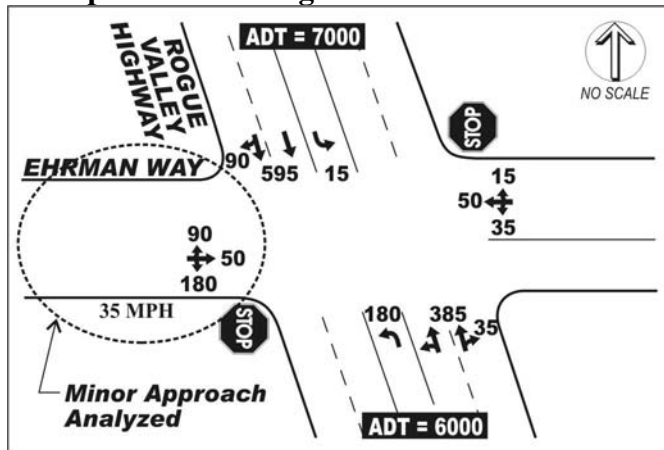 ADT = 7000
ROGUE
VALLEY
HIGHWAY
NO SCALE
STOP
EHRMAN WAY
90
595
15
15
50
35
90
50
180
35 MPH
STOP
180
385
35
Minor Approach
Analyzed
ADT = 6000